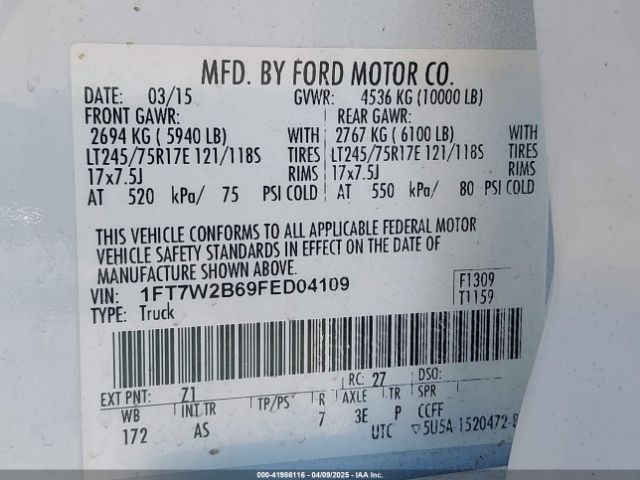 MFD. BY FORD MOTOR CO.
DATE: 03/15 GVWR: 4536 KG (10000 LB)
FRONT GAWR: REAR GAWR:
2694 KG ( 5940 LB) WITH 2767 KG ( 6100 LB) WITH
LT245/75R17E 121/118S TIRES LT245/75R17E 121/118S TIRES
17x7.5J RIMS 17x7.5J RIMS
AT 520 kPa/ 75 PSI COLD AT 550 kPa/ 80 PSI COLD
THIS VEHICLE CONFORMS TO ALL APPLICABLE FEDERAL MOTOR
VEHICLE SAFETY STANDARDS IN EFFECT ON THE DATE OF
MANUFACTURE SHOWN ABOVE.
VIN: 1FT7W2B69FED04109 F1309
TYPE: Truck T1159
EXT PNT: Z1 RC: 27 DSO:
WB INT TR TP/PS R AXLE TR SPR
172 AS 7 3E P CCFF
UTC ▽5U5A 1520472
000-41986116 - 04/09/2025 - IAAI.COM